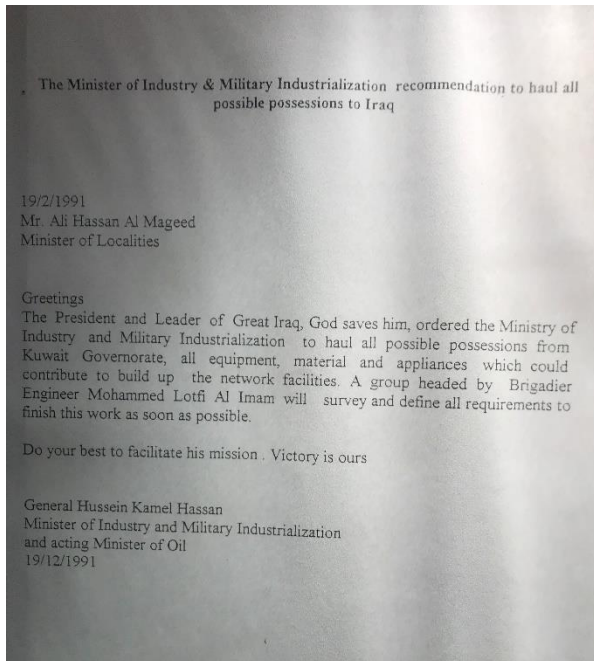 The Minister of Industry & Military Industrialization recommendation to haul all
possible possessions to Iraq
19/2/1991
Mr. Ali Hassan Al Mageed
Minister of Localities
Greetings
The President and Leader of Great Iraq, God saves him, ordered the Ministry of
Industry and Military Industrialization to haul all possible possessions from
Kuwait Governorate, all equipment, material and appliances which could
contribute to build up the network facilities. A group headed by Brigadier
Engineer Mohammed Lotfi Al Imam will survey and define all requirements to
finish this work as soon as possible.
Do your best to facilitate his mission . Victory is ours
General Hussein Kamel Hassan
Minister of Industry and Military Industrialization
and acting Minister of Oil
19/12/1991